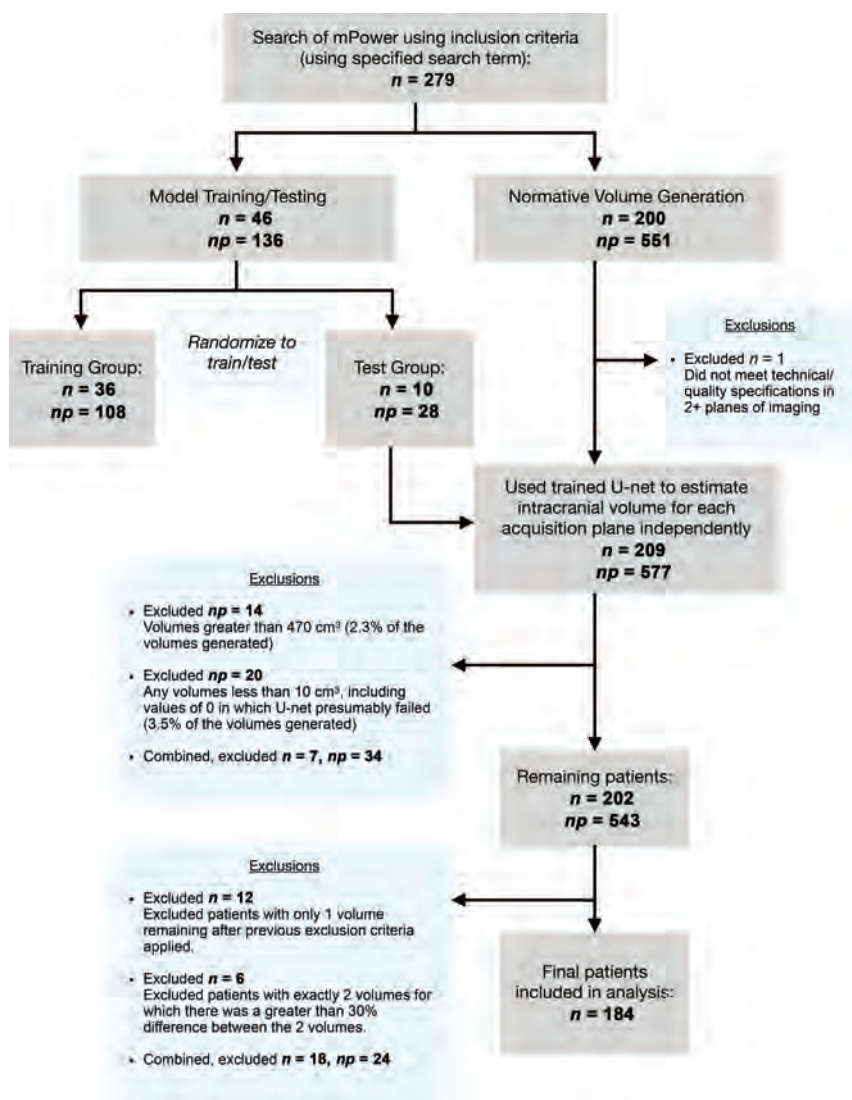 Search of mPower using inclusion criteria
(using specified search term):
n = 279
Model Training/Testing
n = 46
np = 136
Normative Volume Generation
n = 200
np = 551
Exclusions
• Excluded n = 1
Did not meet technical/
quality specifications in
2+ planes of imaging
Randomize to
train/test
Training Group:
n = 36
np = 108
Test Group:
n = 10
np = 28
Used trained U-net to estimate
intracranial volume for each
acquisition plane independently
n = 209
np = 577
Exclusions
• Excluded np = 14
Volumes greater than 470 cm³ (2.3% of the
volumes generated)
• Excluded np = 20
Any volumes less than 10 cm³, including
values of 0 in which U-net presumably failed
(3.5% of the volumes generated)
• Combined, excluded n = 7, np = 34
Remaining patients:
n = 202
np = 543
Exclusions
• Excluded n = 12
Excluded patients with only 1 volume
remaining after previous exclusion criteria
applied.
• Excluded n = 6
Excluded patients with exactly 2 volumes for
which there was a greater than 30%
difference between the 2 volumes.
• Combined, excluded n = 18, np = 24
Final patients
included in analysis:
n = 184